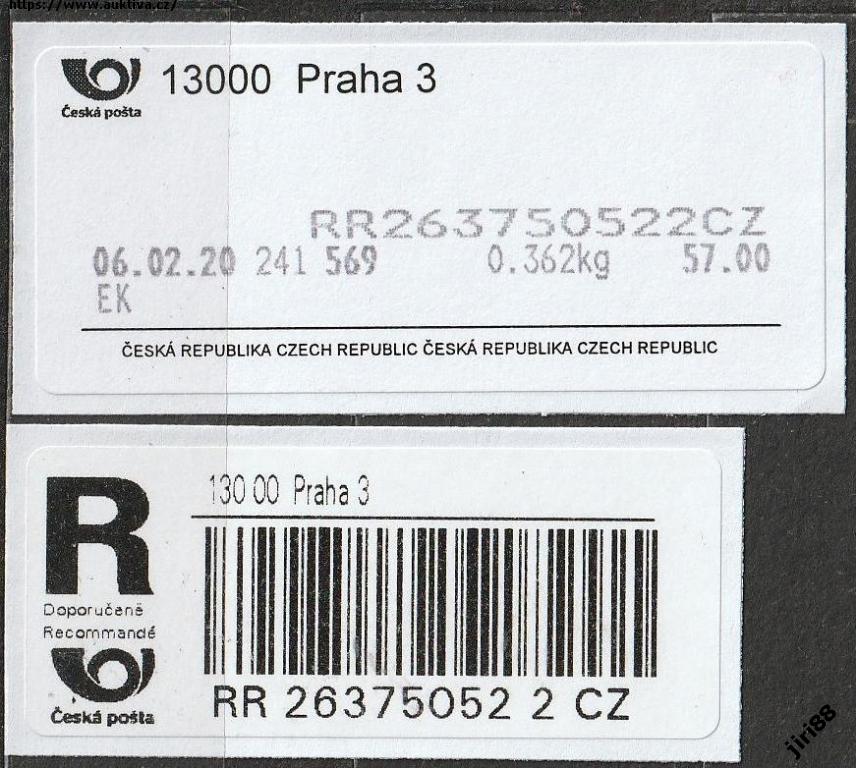 https://www.auktiva.cz/
13000 Praha 3
Česká pošta
RR263750522CZ
06.02.20 241 569 0.362kg 57.00
EK
ČESKÁ REPUBLIKA CZECH REPUBLIC ČESKÁ REPUBLIKA CZECH REPUBLIC
130 00 Praha 3
R
Doporučeně
Recommandé
Česká pošta
RR 26375052 2 CZ
jiri88